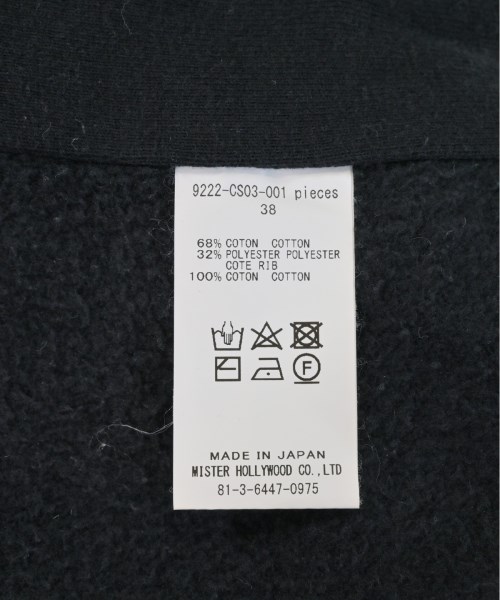 9222-CS03-001 pieces
38
68% COTON COTTON
32% POLYESTER POLYESTER
COTE RIB
100% COTON COTTON
F
MADE IN JAPAN
MISTER HOLLYWOOD CO.,LTD
81-3-6447-0975